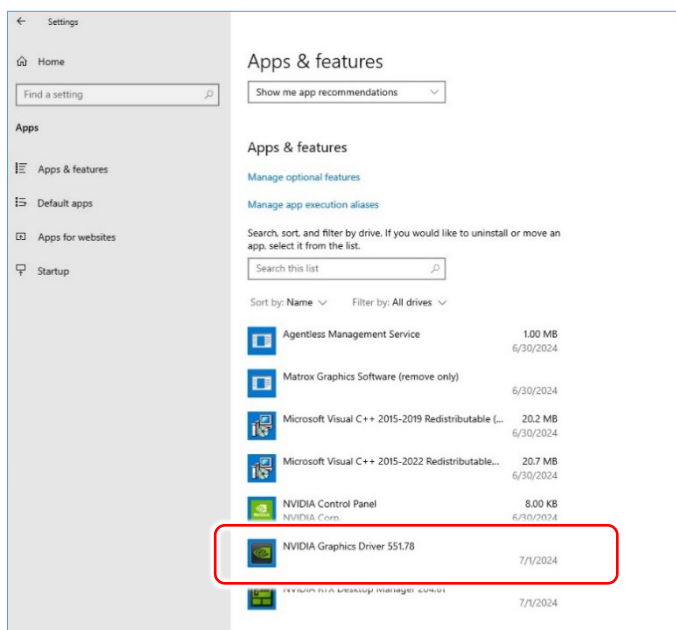 Settings
Home
Find a setting
Apps
Apps & features
Default apps
Apps for websites
Startup
Apps & features
Show me app recommendations
Apps & features
Manage optional features
Manage app execution aliases
Search, sort, and filter by drive. If you would like to uninstall or move an
app, select it from the list.
Search this list
Sort by: Name Filter by: All drives
Agentless Management Service 1.00 MB
6/30/2024
Matrox Graphics Software (remove only)
6/30/2024
Microsoft Visual C++ 2015-2019 Redistributable (... 20.2 MB
6/30/2024
Microsoft Visual C++ 2015-2022 Redistributable... 20.7 MB
6/30/2024
NVIDIA Control Panel 8.00 KB
NVIDIA Corp. 6/30/2024
NVIDIA Graphics Driver 551.78
7/1/2024
NVIDIA RTX Desktop Manager 204.61
7/1/2024